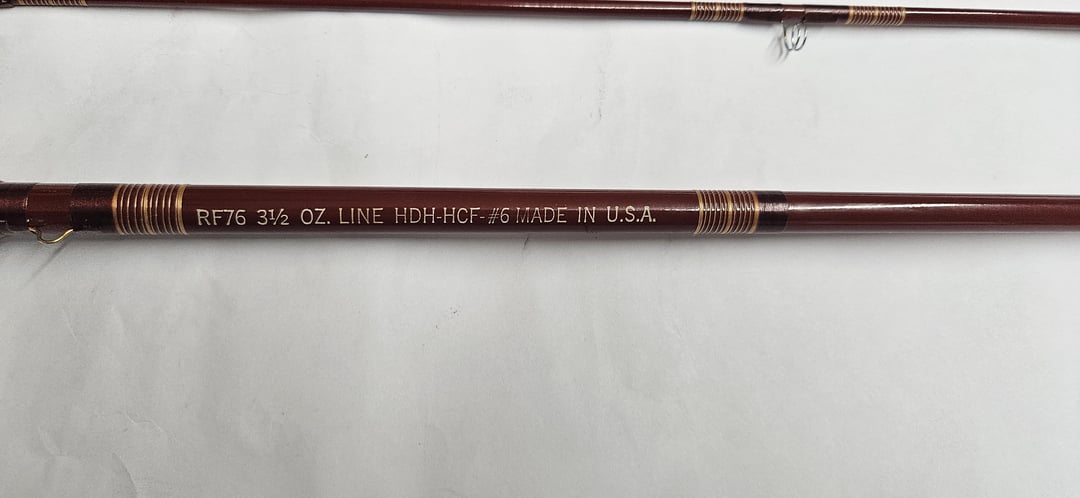 RF76 3½ OZ. LINE HDH-HCF-#6 MADE IN U.S.A.